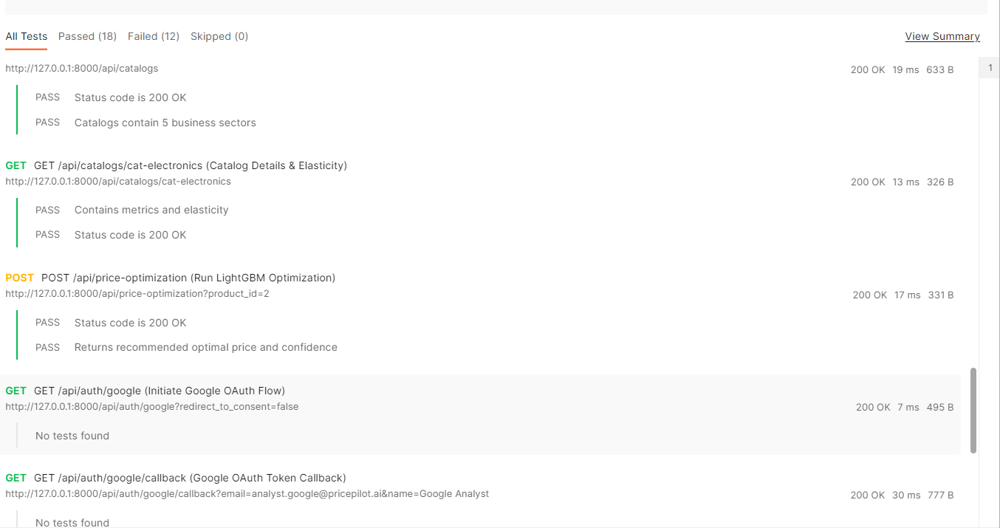 All Tests Passed (18) Failed (12) Skipped (0) View Summary
http://127.0.0.1:8000/api/catalogs 200 OK 19 ms 633 B 1
PASS Status code is 200 OK
PASS Catalogs contain 5 business sectors
GET GET /api/catalogs/cat-electronics (Catalog Details & Elasticity)
http://127.0.0.1:8000/api/catalogs/cat-electronics 200 OK 13 ms 326 B
PASS Contains metrics and elasticity
PASS Status code is 200 OK
POST POST /api/price-optimization (Run LightGBM Optimization)
http://127.0.0.1:8000/api/price-optimization?product_id=2 200 OK 17 ms 331 B
PASS Status code is 200 OK
PASS Returns recommended optimal price and confidence
GET GET /api/auth/google (Initiate Google OAuth Flow)
http://127.0.0.1:8000/api/auth/google?redirect_to_consent=false 200 OK 7 ms 495 B
No tests found
GET GET /api/auth/google/callback (Google OAuth Token Callback)
http://127.0.0.1:8000/api/auth/google/callback?email=analyst.google@pricepilot.ai&name=Google Analyst 200 OK 30 ms 777 B
No tests found